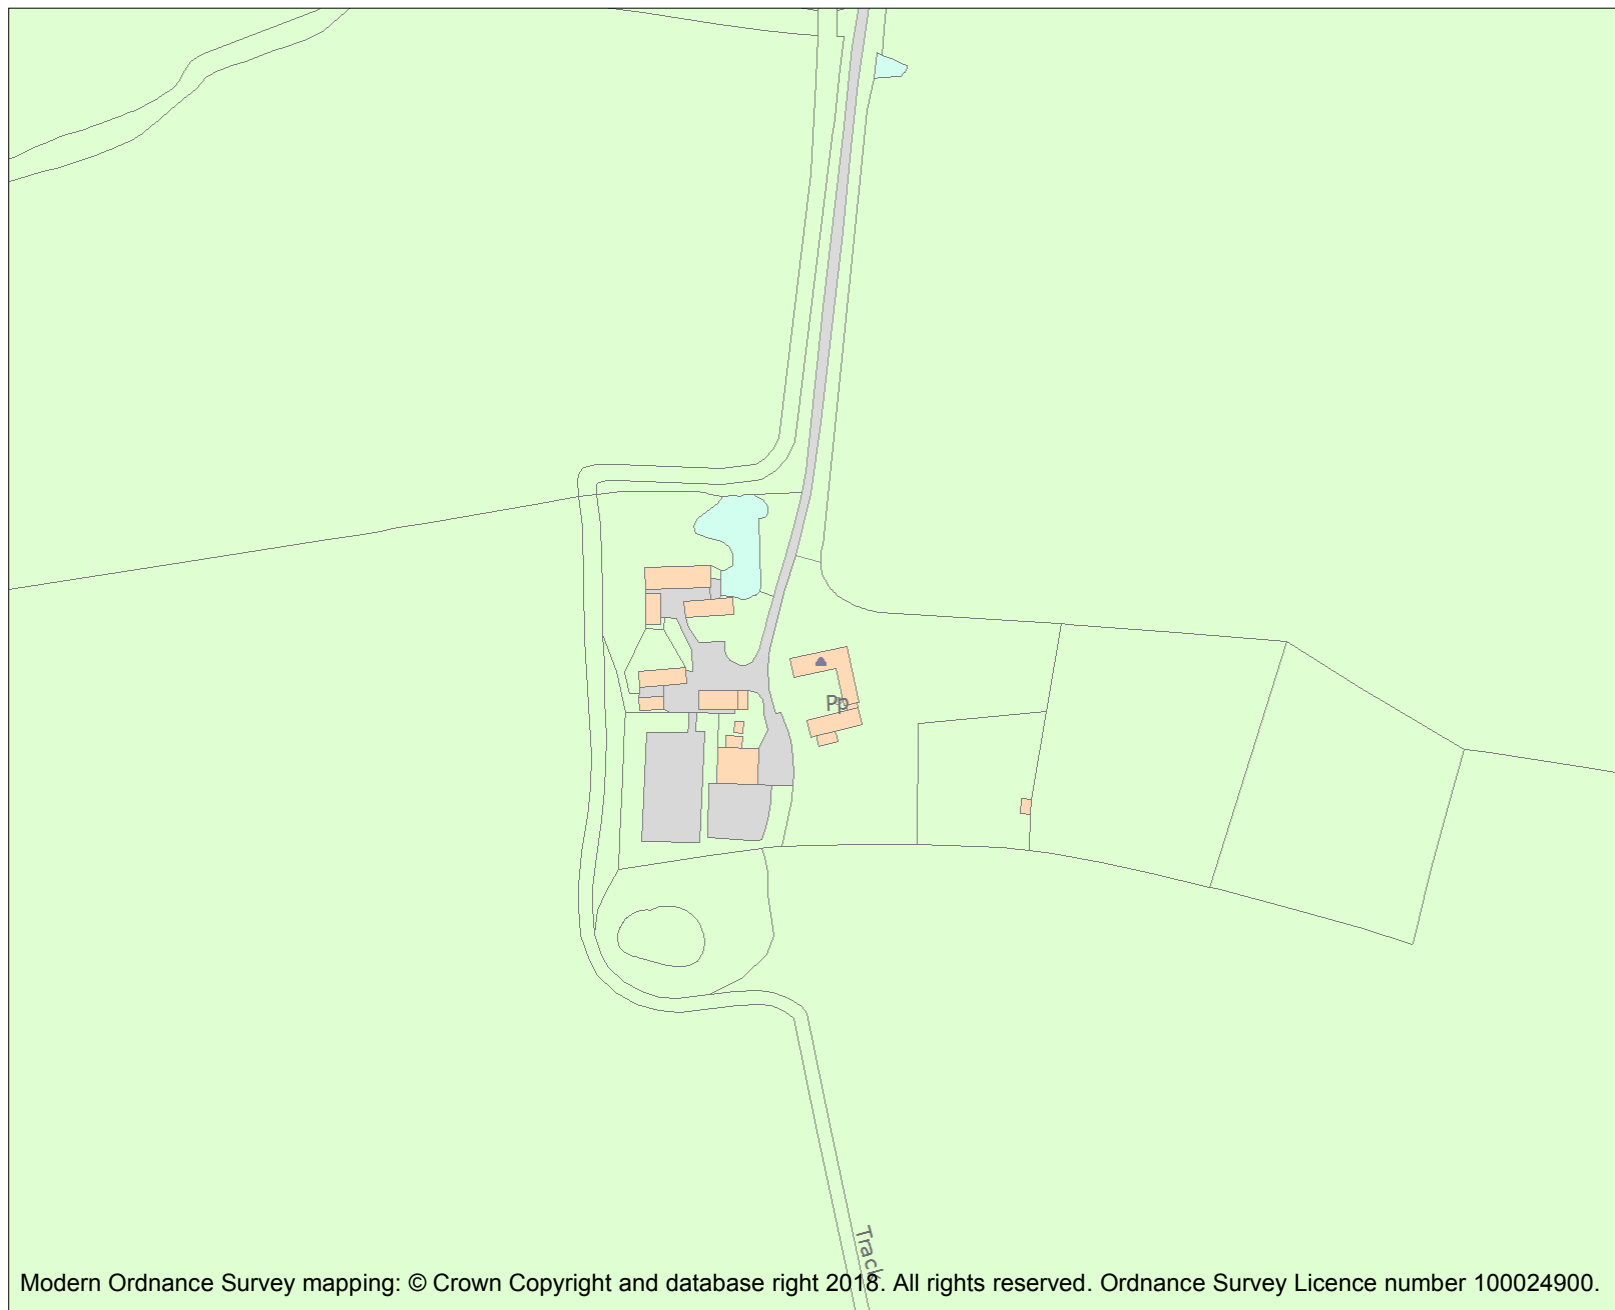 Pp
Track
Modern Ordnance Survey mapping: © Crown Copyright and database right 2018. All rights reserved. Ordnance Survey Licence number 100024900.